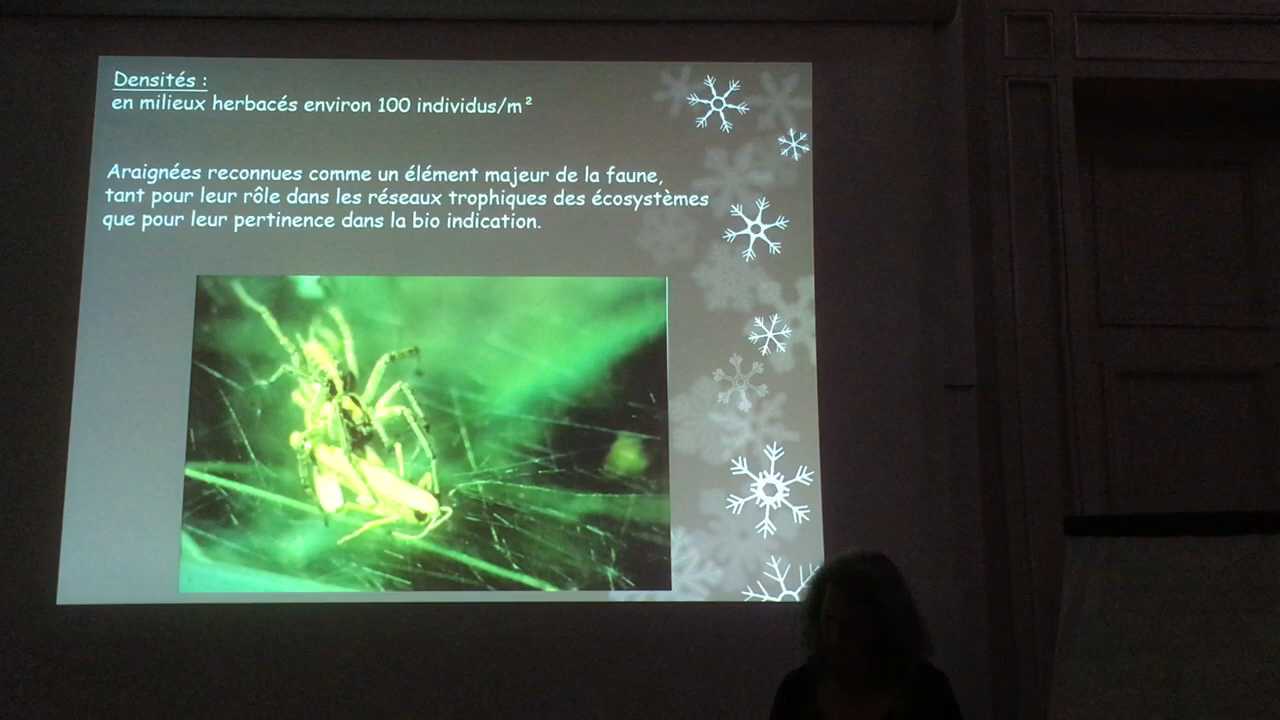 Densités :
en milieux herbacés environ 100 individus/m²
Araignées reconnues comme un élément majeur de la faune,
tant pour leur rôle dans les réseaux trophiques des écosystèmes
que pour leur pertinence dans la bio indication.